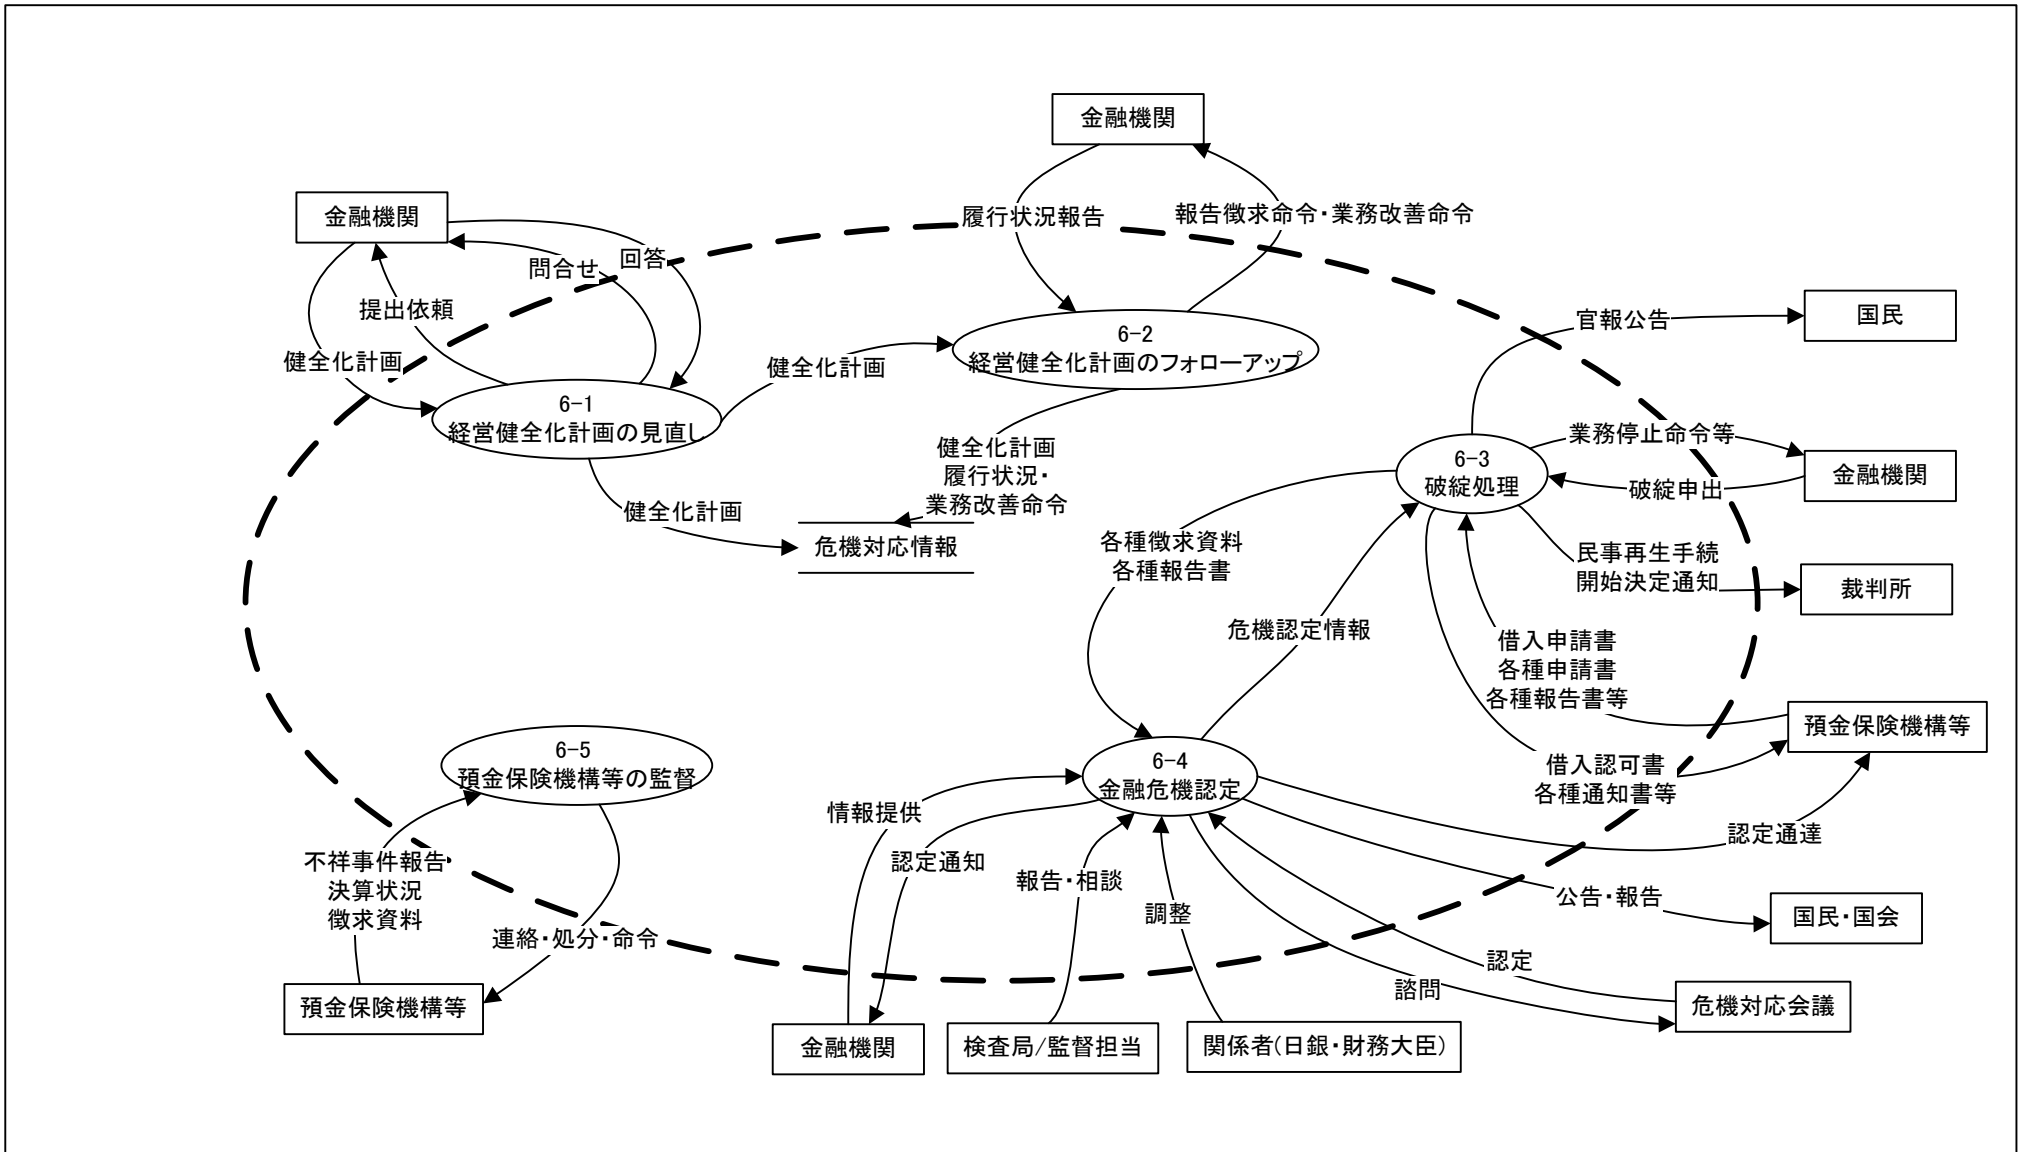 金融機関
金融機関
履行状況報告
報告徴求命令・業務改善命令
問合せ
回答
提出依頼
健全化計画
国民
官報公告
6-2
経営健全化計画のフォローアップ
健全化計画
6-1
経営健全化計画の見直し
業務停止命令等
健全化計画
履行状況・
業務改善命令
6-3
破綻処理
金融機関
破綻申出
健全化計画
危機対応情報
各種徴求資料
各種報告書
民事再生手続
開始決定通知
裁判所
危機認定情報
借入申請書
各種申請書
各種報告書等
預金保険機構等
6-5
預金保険機構等の監督
6-4
金融危機認定
借入認可書
各種通知書等
情報提供
認定通達
不祥事件報告
決算状況
徴求資料
認定通知
報告・相談
調整
公告・報告
国民・国会
連絡・処分・命令
認定
諮問
預金保険機構等
危機対応会議
金融機関
検査局/監督担当
関係者(日銀・財務大臣)